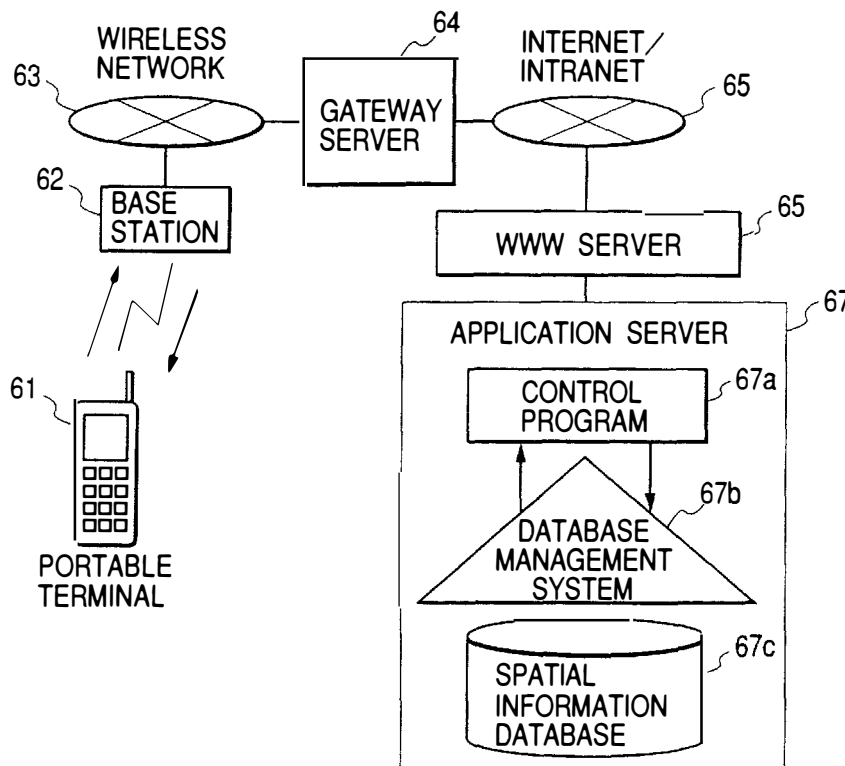 WIRELESS
NETWORK
63
64
GATEWAY
SERVER
INTERNET/
INTRANET
65
62
BASE
STATION
65
WWW SERVER
67
APPLICATION SERVER
61
PORTABLE
TERMINAL
CONTROL
PROGRAM
67a
67b
DATABASE
MANAGEMENT
SYSTEM
67c
SPATIAL
INFORMATION
DATABASE